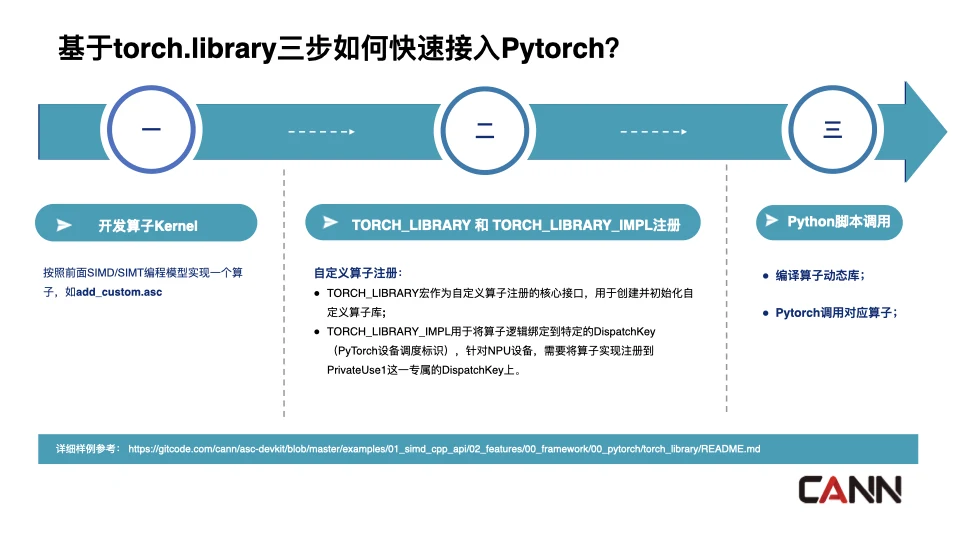 基于torch.library三步如何快速接入Pytorch？
一
二
三
开发算子Kernel
按照前面SIMD/SIMT编程模型实现一个算
子，如add_custom.asc
TORCH_LIBRARY 和 TORCH_LIBRARY_IMPL注册
自定义算子注册：
● TORCH_LIBRARY宏作为自定义算子注册的核心接口，用于创建并初始化自
定义算子库；
● TORCH_LIBRARY_IMPL用于将算子逻辑绑定到特定的DispatchKey
（PyTorch设备调度标识），针对NPU设备，需要将算子实现注册到
PrivateUse1这一专属的DispatchKey上。
Python脚本调用
● 编译算子动态库；
● Pytorch调用对应算子；
详细样例参考： https://gitcode.com/cann/asc-devkit/blob/master/examples/01_simd_cpp_api/02_features/00_framework/00_pytorch/torch_library/README.md
CANN